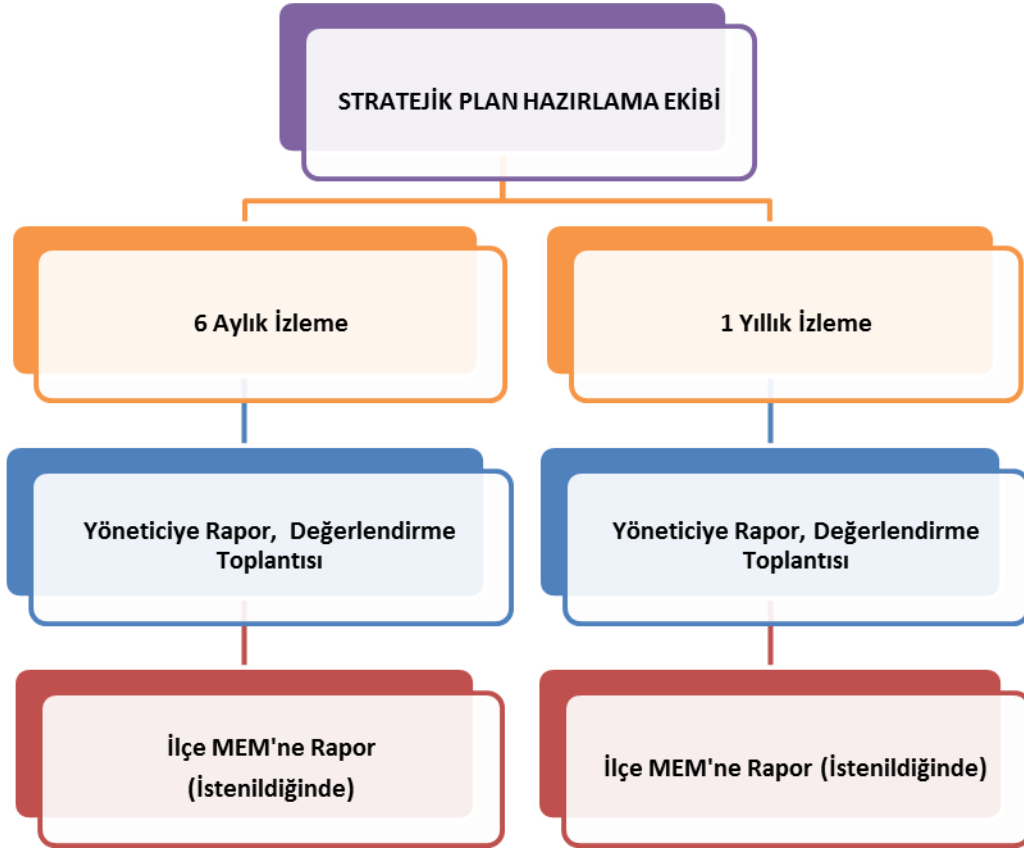 STRATEJİK PLAN HAZIRLAMA EKİBİ
6 Aylık İzleme
1 Yıllık İzleme
Yöneticiye Rapor, Değerlendirme
Toplantısı
Yöneticiye Rapor, Değerlendirme
Toplantısı
İlçe MEM'ne Rapor
(İstenildiğinde)
İlçe MEM'ne Rapor (İstenildiğinde)